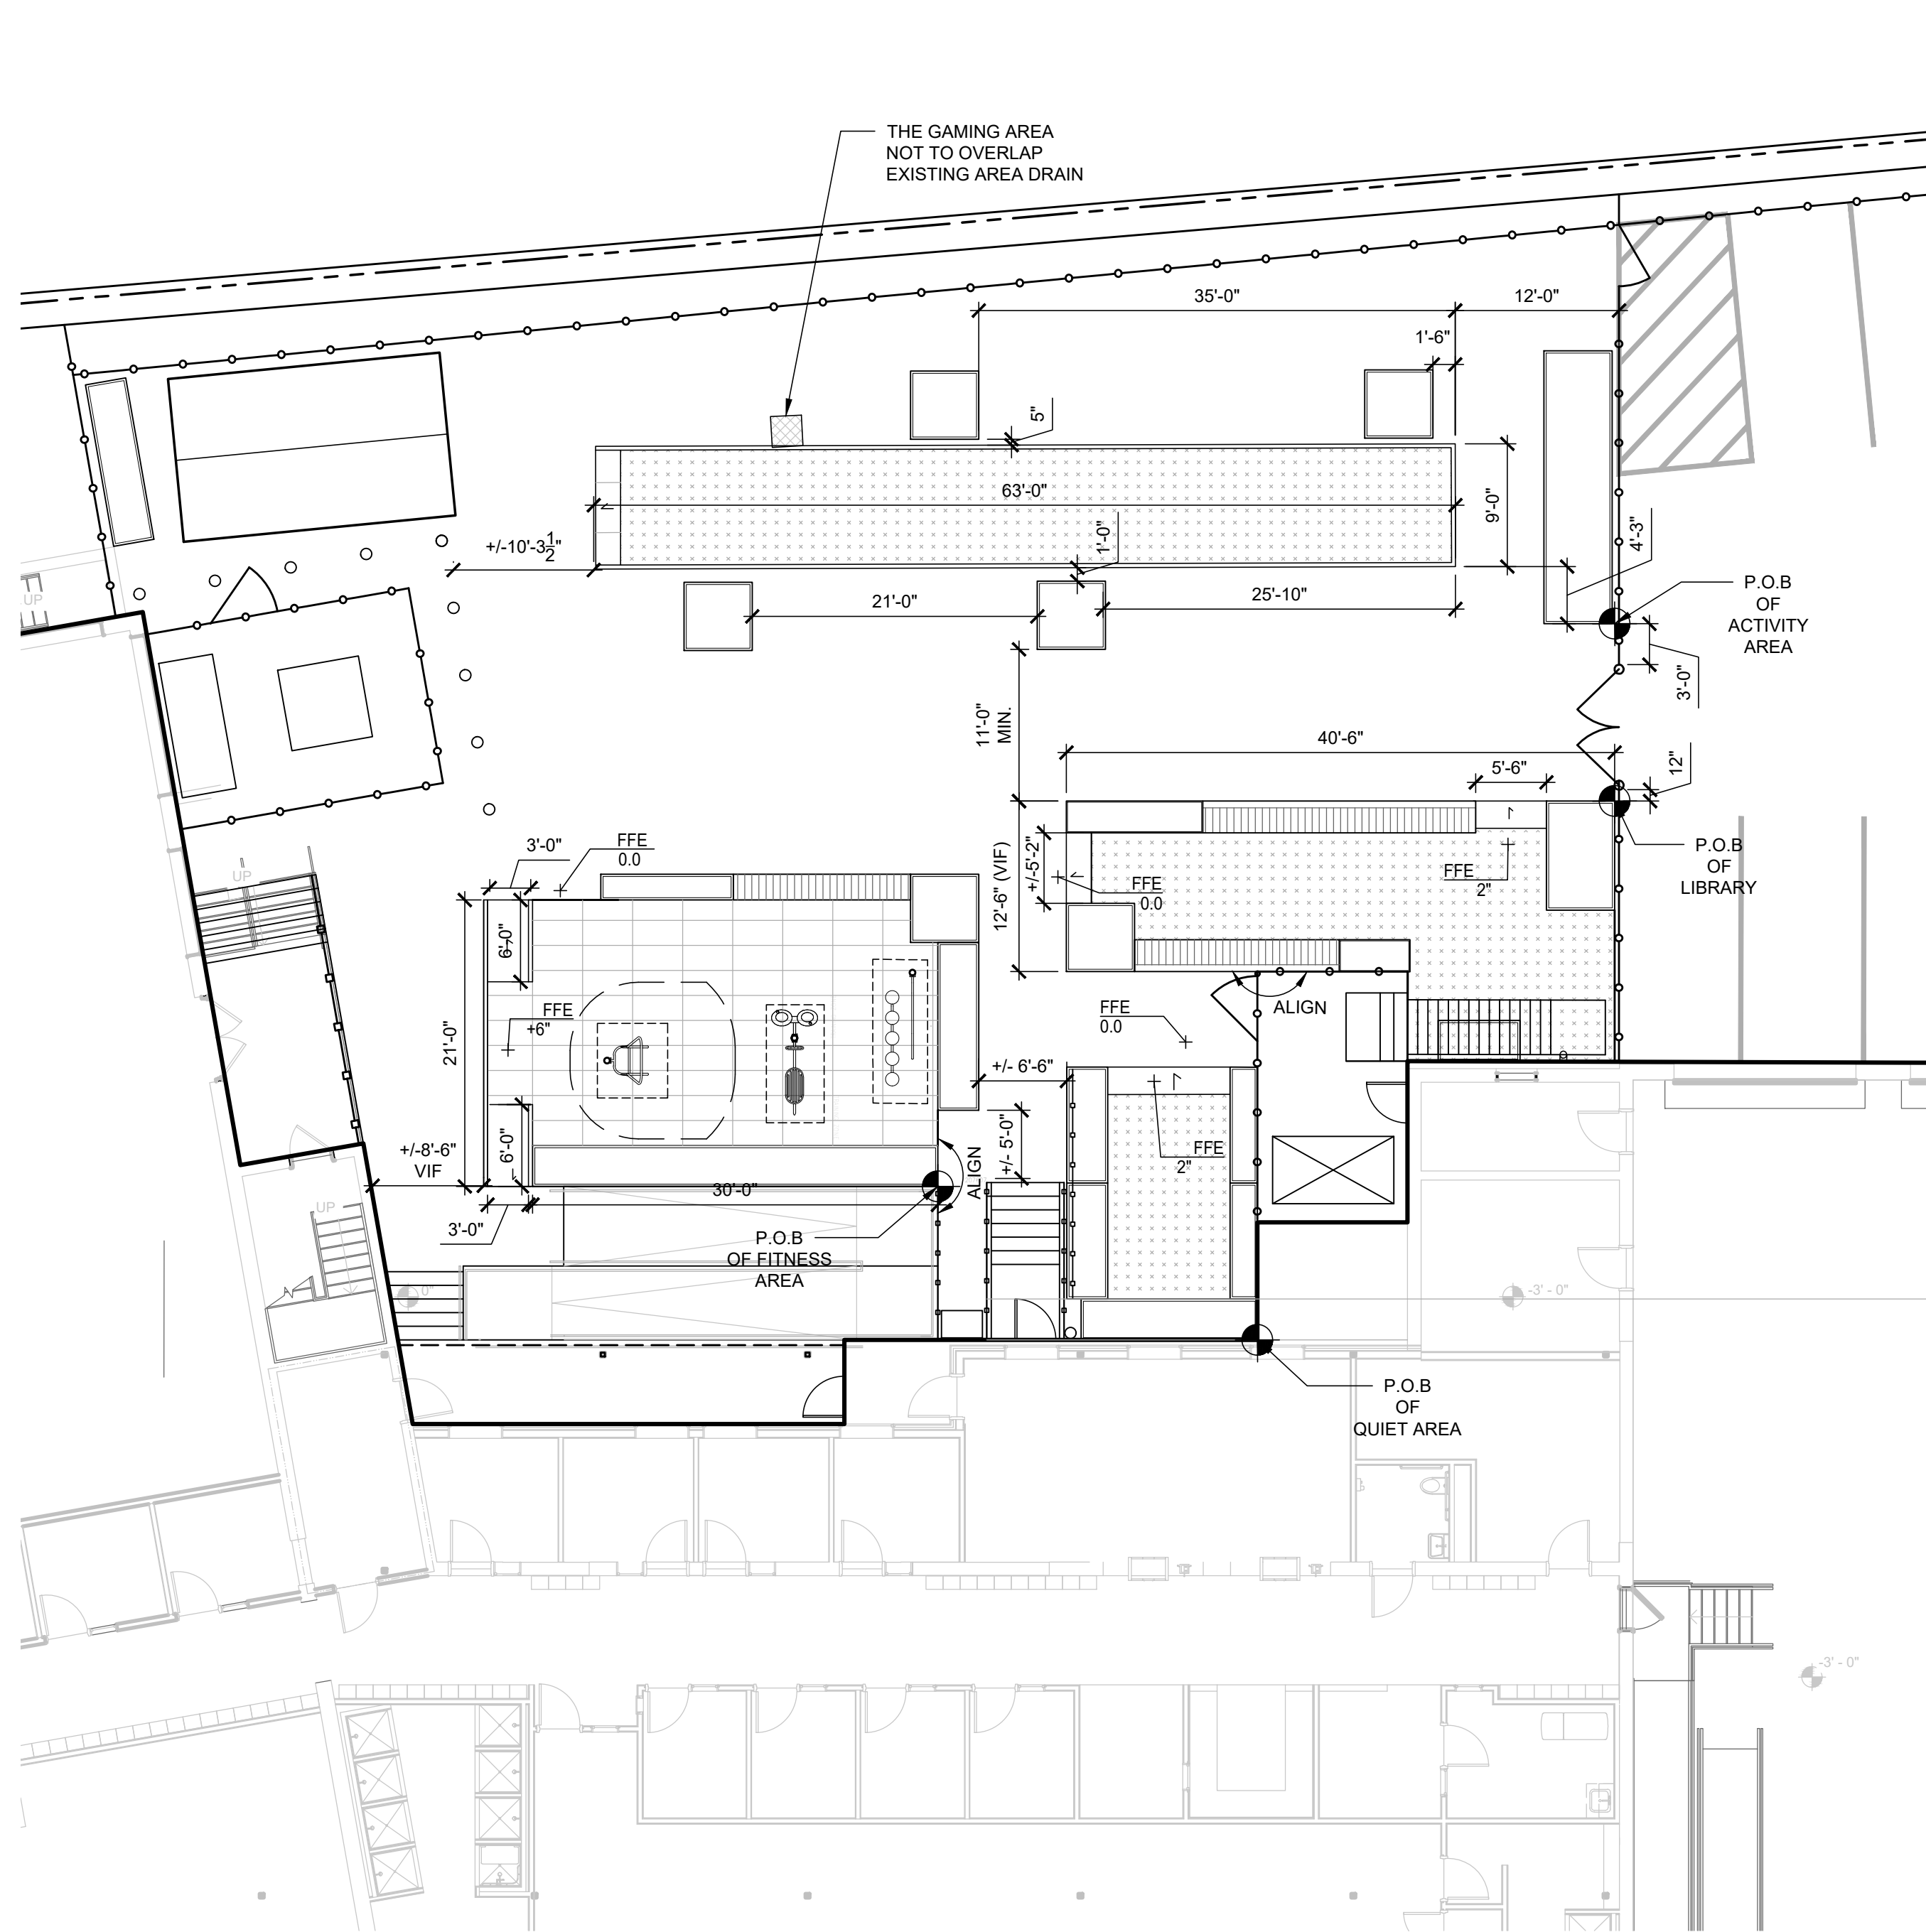 THE GAMING AREA
NOT TO OVERLAP
EXISTING AREA DRAIN
35'-0"
12'-0"
1'-6"
5"
63'-0"
9'-0"
4'-3"
+/-10'-3 1/2"
1'-0"
21'-0"
25'-10"
P.O.B
OF
ACTIVITY
AREA
3'-0"
UP
11'-0"
MIN.
40'-6"
5'-6"
12"
P.O.B
OF
LIBRARY
3'-0"
FFE
0.0
UP
12'-6" (VIF)
+/-5'-2"
FFE
0.0
FFE
2"
6'-0"
21'-0"
FFE
+6"
FFE
0.0
ALIGN
+/- 6'-6"
+/- 5'-0"
6'-0"
+/-8'-6"
VIF
ALIGN
FFE
2"
30'-0"
3'-0"
P.O.B
OF FITNESS
AREA
UP
0"
-3' - 0"
P.O.B
OF
QUIET AREA
-3' - 0"